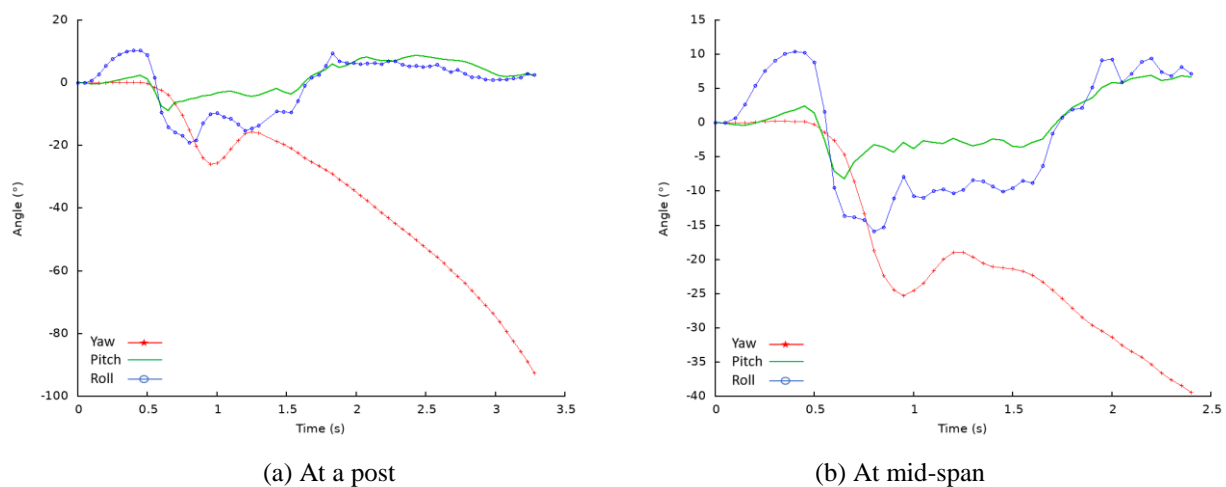 20
0
-20
-40
-60
-80
-100
Angle (°)
Yaw
Pitch
Roll
0 0.5 1 1.5 2 2.5 3 3.5
Time (s)
(a) At a post
15
10
5
0
-5
-10
-15
-20
-25
-30
-35
-40
Angle (°)
Yaw
Pitch
Roll
0 0.5 1 1.5 2 2.5
Time (s)
(b) At mid-span